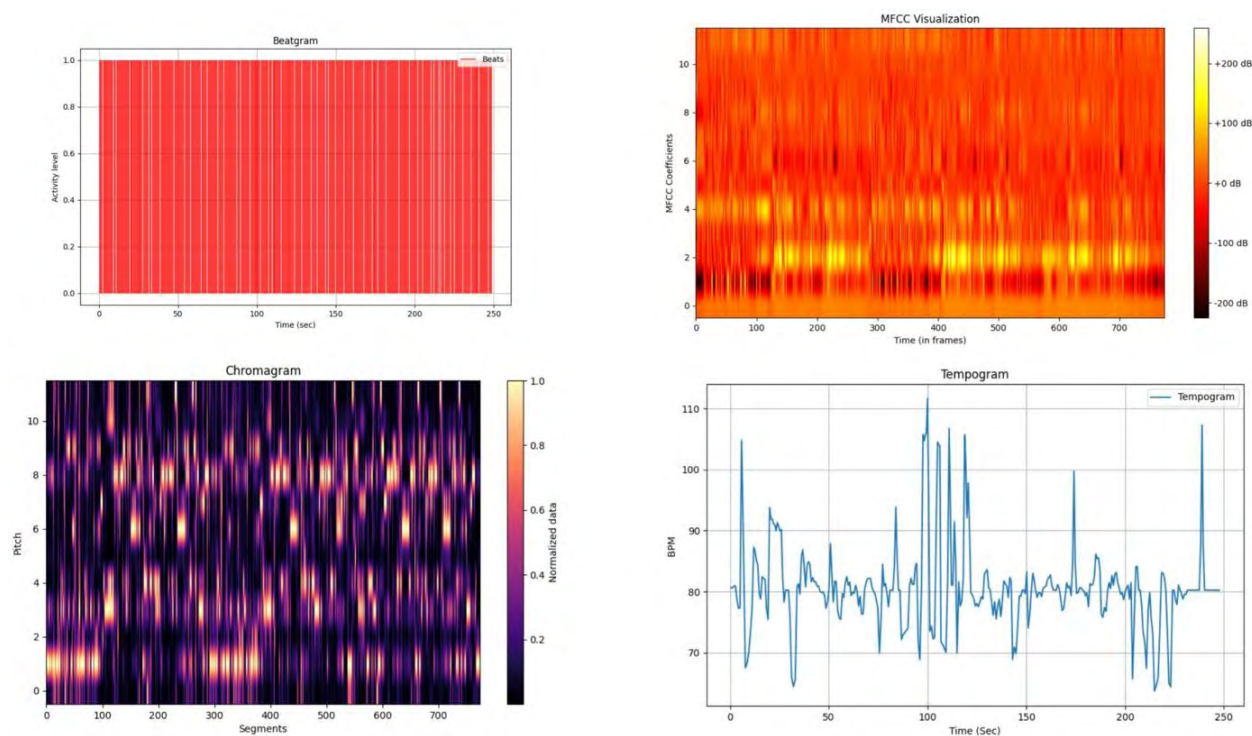 Beatgram
Beats
1.0
0.8
0.6
0.4
0.2
0.0
Activity level
0 50 100 150 200 250
Time (sec)
MFCC Visualization
10
8
6
4
2
0
MFCC Coefficients
0 100 200 300 400 500 600 700
Time (in frames)
+200 dB
+100 dB
+0 dB
-100 dB
-200 dB
Chromagram
10
8
6
4
2
0
Pitch
0 100 200 300 400 500 600 700
Segments
1.0
0.8
0.6
0.4
0.2
Normalized data
Tempogram
Tempogram
110
100
90
80
70
BPM
0 50 100 150 200 250
Time (Sec)